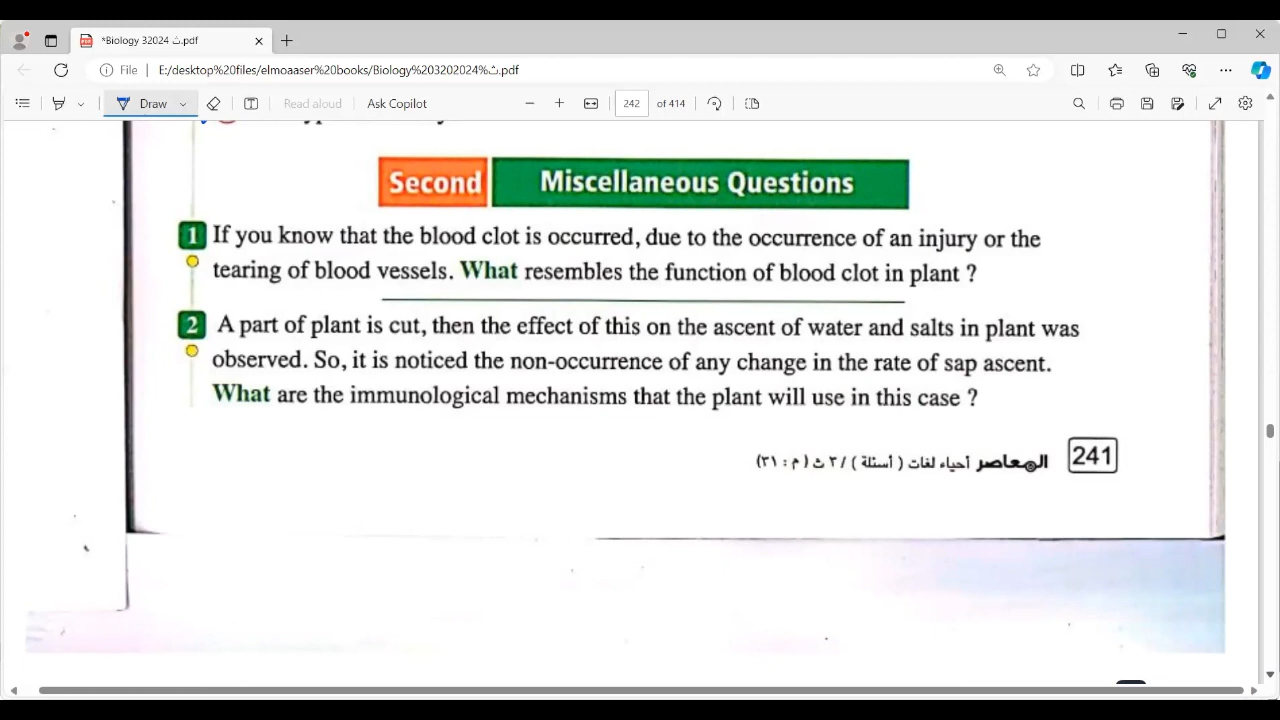 *Biology 32024 ث.pdf
File
E:/desktop%20files/elmoaaser%20books/Biology%203202024%ث.pdf
Draw
Read aloud
Ask Copilot
242
of 414
Second
Miscellaneous Questions
1 If you know that the blood clot is occurred, due to the occurrence of an injury or the
tearing of blood vessels. What resembles the function of blood clot in plant ?
2 A part of plant is cut, then the effect of this on the ascent of water and salts in plant was
observed. So, it is noticed the non-occurrence of any change in the rate of sap ascent.
What are the immunological mechanisms that the plant will use in this case ?
المعاصر أحياء لغات ( أسئلة ) / ٣ ث ( م : ٣١)
241